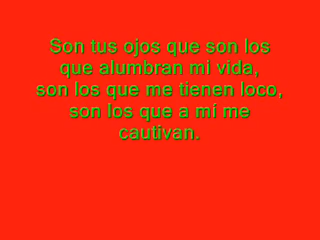 Son tus ojos que son los
que alumbran mi vida,
son los que me tienen loco,
son los que a mí me
cautivan.